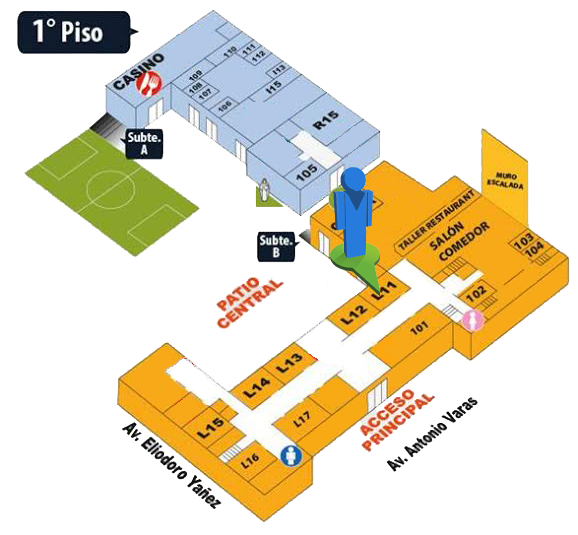 1° Piso
CASINO
109
110
111
112
113
108
107
106
115
R15
105
Subte.
A
MURO
ESCALADA
TALLER RESTAURANT
SALÓN
COMEDOR
103
104
102
Subte.
B
PATIO
CENTRAL
L11
L12
101
L13
L14
L15
L16
L17
ACCESO
PRINCIPAL
Av. Antonio Varas
Av. Eliodoro Yañez